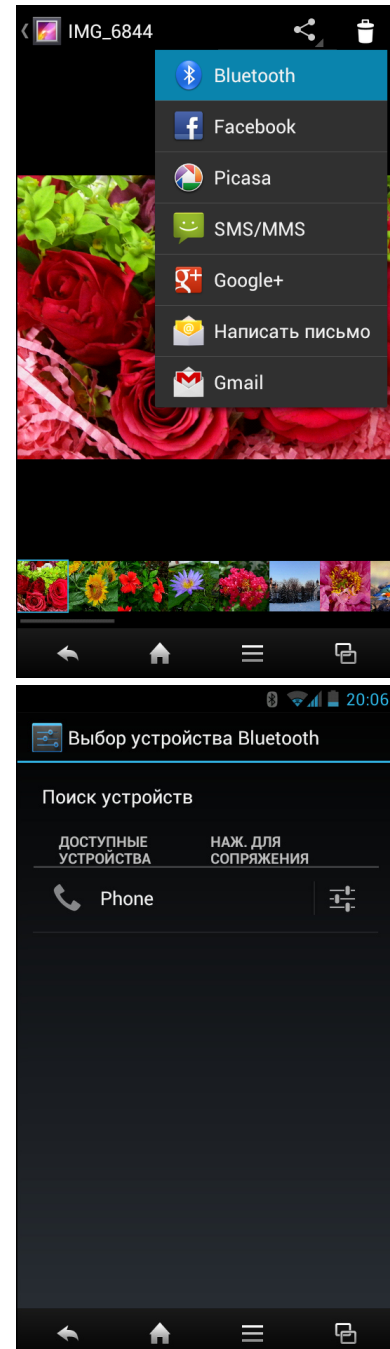 IMG_6844
Bluetooth
Facebook
Picasa
SMS/MMS
Google+
Написать письмо
Gmail
20:06
Выбор устройства Bluetooth
Поиск устройств
ДОСТУПНЫЕ УСТРОЙСТВА
НАЖ. ДЛЯ СОПРЯЖЕНИЯ
Phone